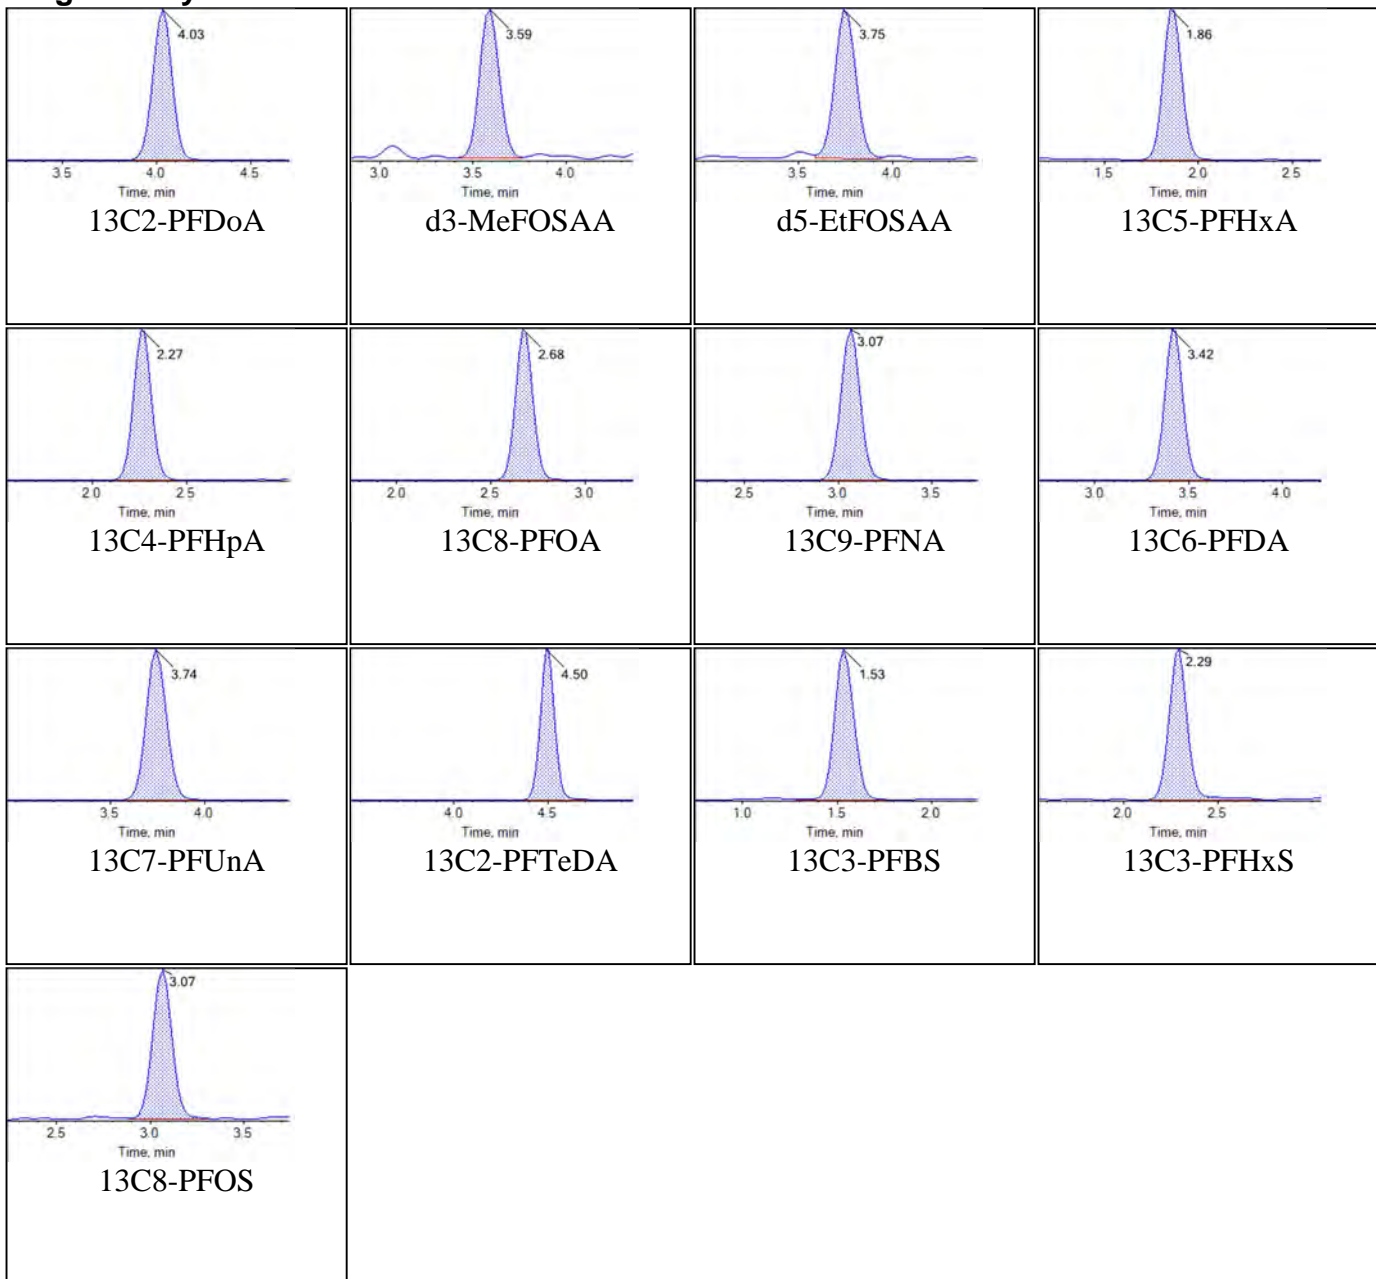 4.03
3.5 4.0 4.5
Time, min
13C2-PFDoA
3.59
3.0 3.5 4.0
Time, min
d3-MeFOSAA
3.75
3.5 4.0
Time, min
d5-EtFOSAA
1.86
1.5 2.0 2.5
Time, min
13C5-PFHxA
2.27
2.0 2.5
Time, min
13C4-PFHpA
2.68
2.0 2.5 3.0
Time, min
13C8-PFOA
3.07
2.5 3.0 3.5
Time, min
13C9-PFNA
3.42
3.0 3.5 4.0
Time, min
13C6-PFDA
3.74
3.5 4.0
Time, min
13C7-PFUnA
4.50
4.0 4.5
Time, min
13C2-PFTeDA
1.53
1.0 1.5 2.0
Time, min
13C3-PFBS
2.29
2.0 2.5
Time, min
13C3-PFHxS
3.07
2.5 3.0 3.5
Time, min
13C8-PFOS